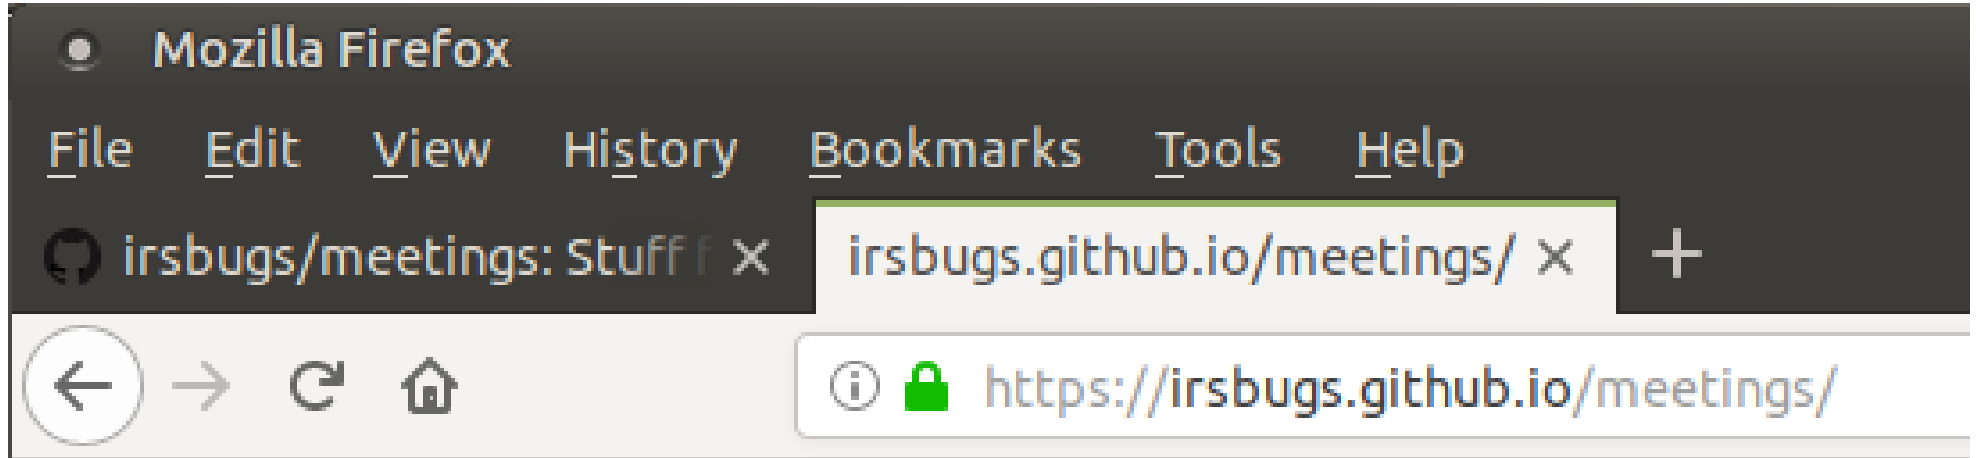 Mozilla Firefox
File Edit View History Bookmarks Tools Help
irsbugs/meetings: Stuff f irsbugs.github.io/meetings/
https://irsbugs.github.io/meetings/